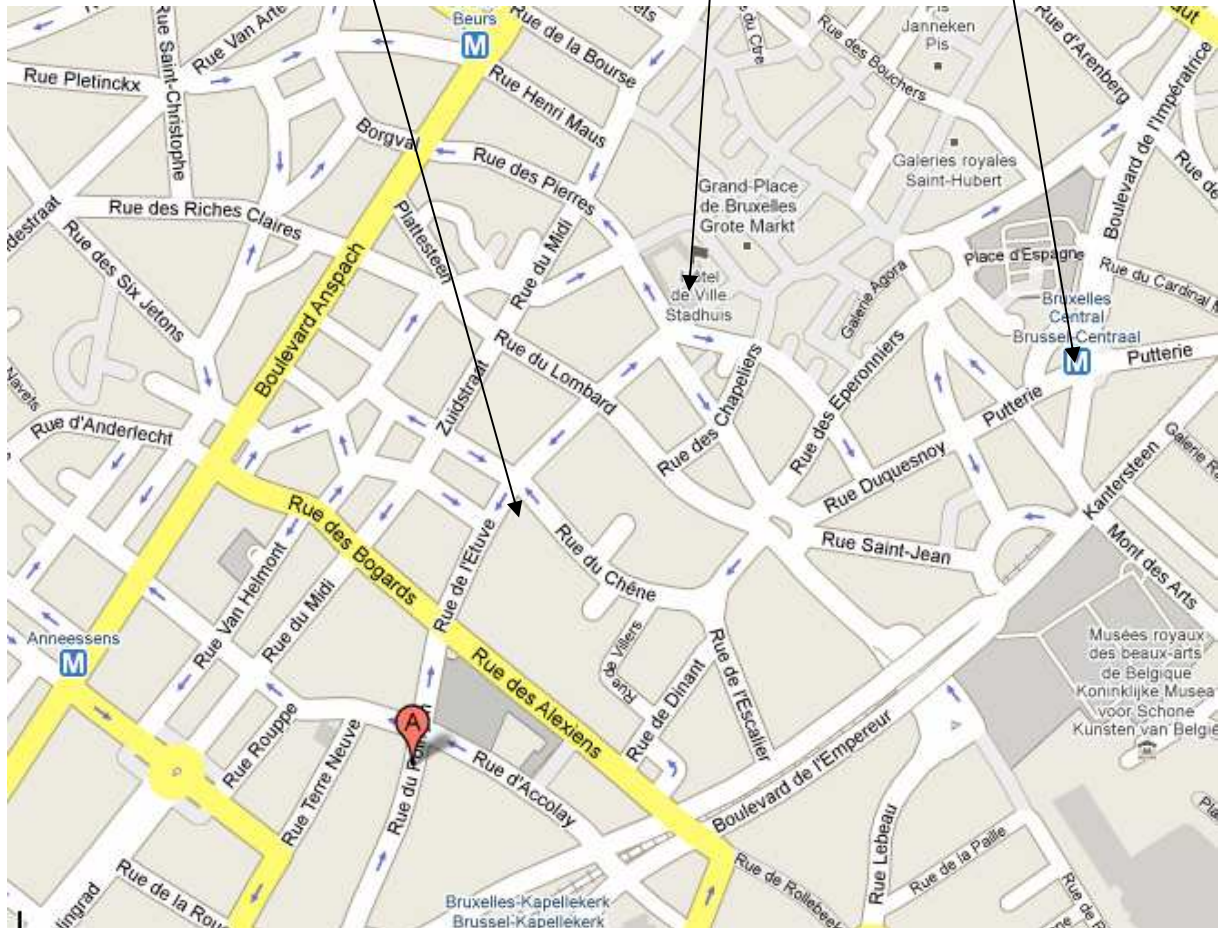 Beurs
M
Rue de la Bourse
Rue Henri Maus
Rue Saint-Christophe
Rue Pletinckx
Borgval
Rue des Pierres
Rue des Bouchers
Janneken
Pis
Rue d'Arenberg
Boulevard de l'Impératrice
Galeries royales
Saint-Hubert
Grand-Place
de Bruxelles
Grote Markt
Rue des Riches Claires
Plattesteen
Rue du Midi
Rue des Six Jetons
Boulevard Anspach
de Ville
Stadhuis
Galerie Agora
Place d'Espagne
Bruxelles
Central
Brussel-Centraal
M
Putterie
Putterie
Rue du Lombard
Zuidstraat
Rue des Chapeliers
Rue des Eperonniers
Navets
Rue d'Anderlecht
Rue Duquesnoy
Kantersteen
Rue des Bogards
Rue de l'Etuve
Rue du Chêne
Rue Saint-Jean
Mont des Arts
Rue Van Helmont
Rue du Midi
Anneessens
M
Rue des Alexiens
Rue de Villers
Rue de Dinant
Rue de l'Escalier
Musées royaux
des beaux-arts
de Belgique
Koninklijke Musea
voor Schone
Kunsten van België
A
Rue Rouppe
Rue Terre Neuve
Rue du
Rue d'Accolay
Boulevard de l'Empereur
Rue Lebeau
Rue de la Paille
Rue de Rollebeek
Bruxelles-Kapellekerk
Brussel-Kapellekerk